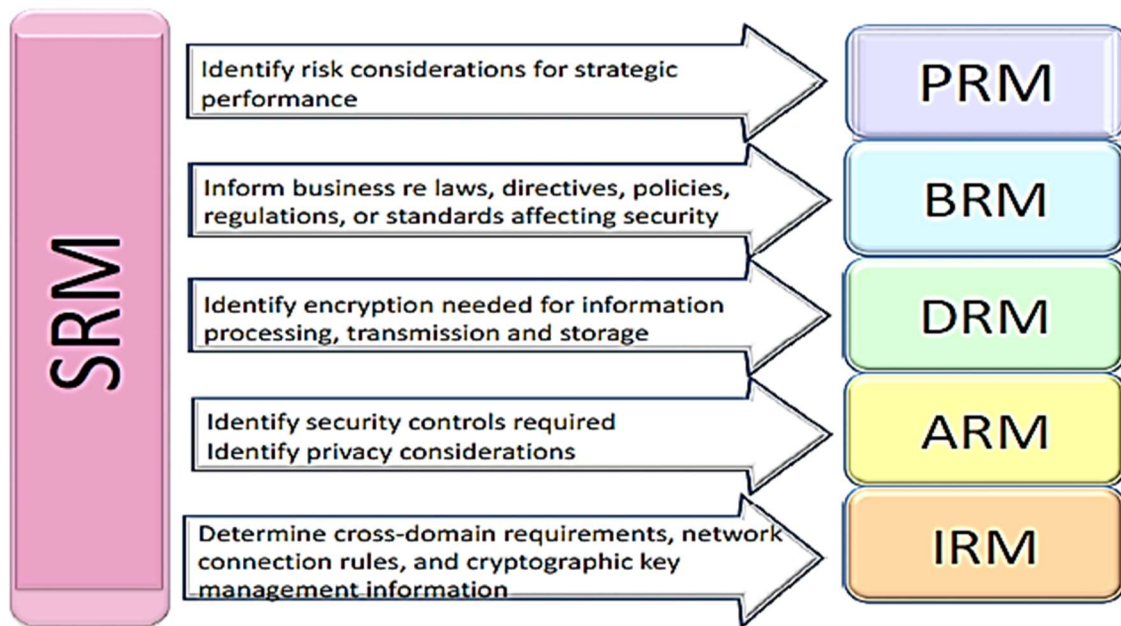 SRM
Identify risk considerations for strategic
performance
PRM
Inform business re laws, directives, policies,
regulations, or standards affecting security
BRM
Identify encryption needed for information
processing, transmission and storage
DRM
Identify security controls required
Identify privacy considerations
ARM
Determine cross-domain requirements, network
connection rules, and cryptographic key
management information
IRM